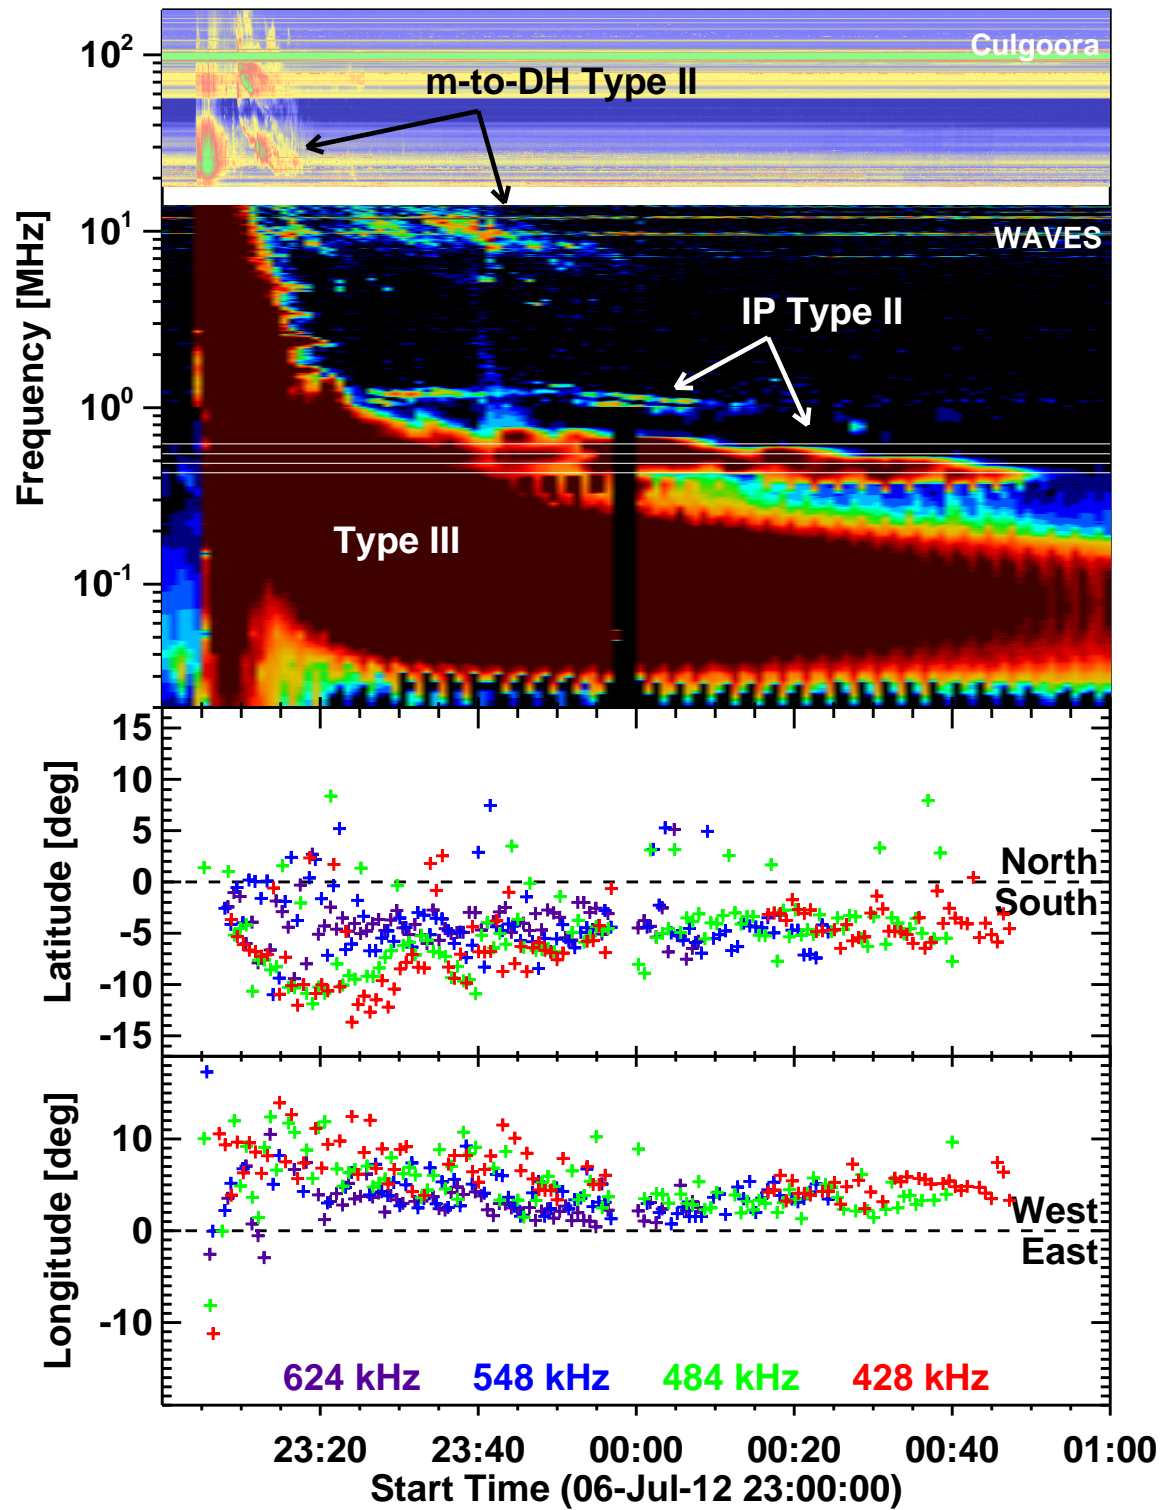 10²
Culgoora
m-to-DH Type II
10¹
WAVES
IP Type II
Frequency [MHz]
10⁰
Type III
10⁻¹
15
10
5
0
-5
-10
-15
Latitude [deg]
North
South
10
0
-10
Longitude [deg]
West
East
624 kHz 548 kHz 484 kHz 428 kHz
23:20 23:40 00:00 00:20 00:40 01:00
Start Time (06-Jul-12 23:00:00)